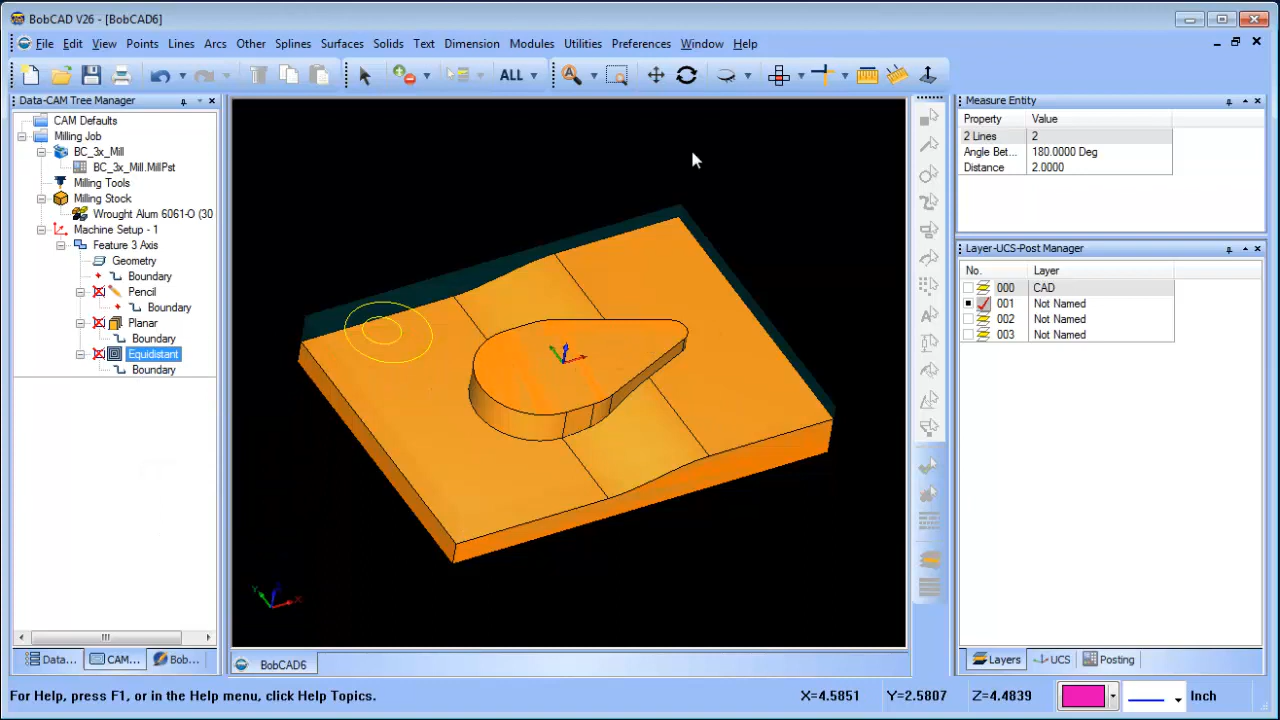 BobCAD V26 - [BobCAD6]
File Edit View Points Lines Arcs Other Splines Surfaces Solids Text Dimension Modules Utilities Preferences Window Help
ALL
Data-CAM Tree Manager
CAM Defaults
Milling Job
BC_3x_Mill
BC_3x_Mill.MillPst
Milling Tools
Milling Stock
Wrought Alum 6061-O (30
Machine Setup - 1
Feature 3 Axis
Geometry
Boundary
Pencil
Boundary
Planar
Boundary
Equidistant
Boundary
Data... CAM... Bob...
Y Z X
BobCAD6
Measure Entity
Property Value
2 Lines 2
Angle Bet... 180.0000 Deg
Distance 2.0000
Layer-UCS-Post Manager
No. Layer
000 CAD
001 Not Named
002 Not Named
003 Not Named
Layers UCS Posting
For Help, press F1, or in the Help menu, click Help Topics. X=4.5851 Y=2.5807 Z=4.4839 Inch